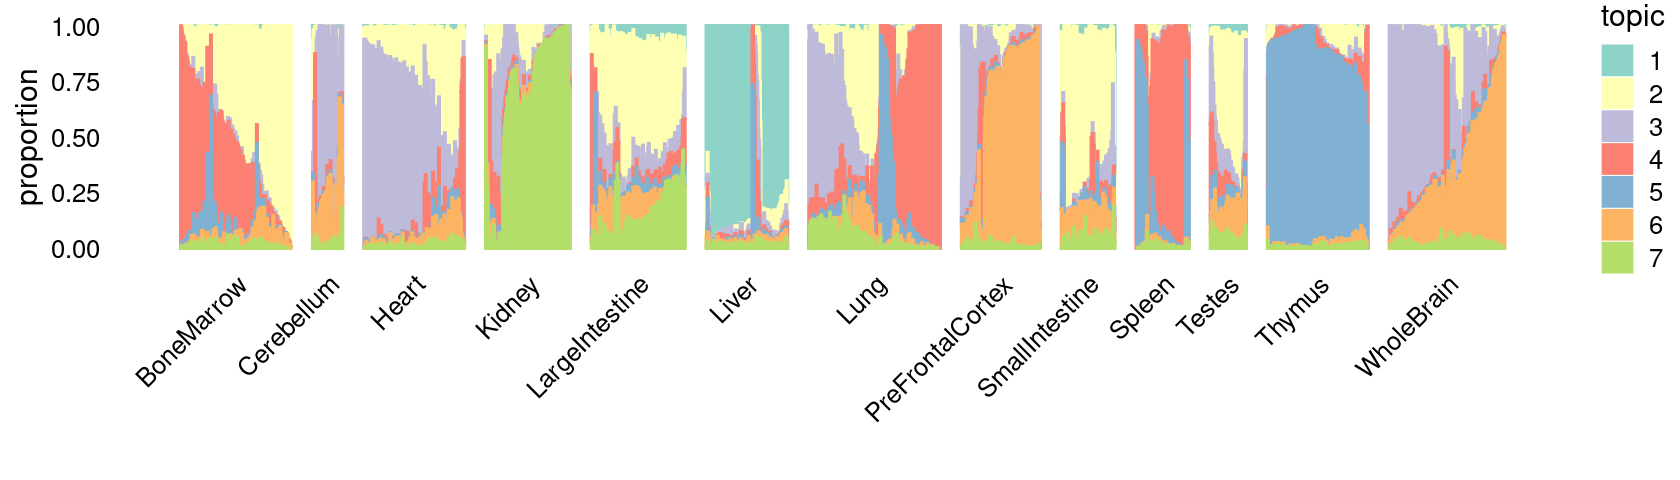 1.00
0.75
0.50
0.25
0.00
proportion
BoneMarrow
Cerebellum
Heart
Kidney
LargeIntestine
Liver
Lung
PreFrontalCortex
SmallIntestine
Spleen
Testes
Thymus
WholeBrain
topic
1
2
3
4
5
6
7